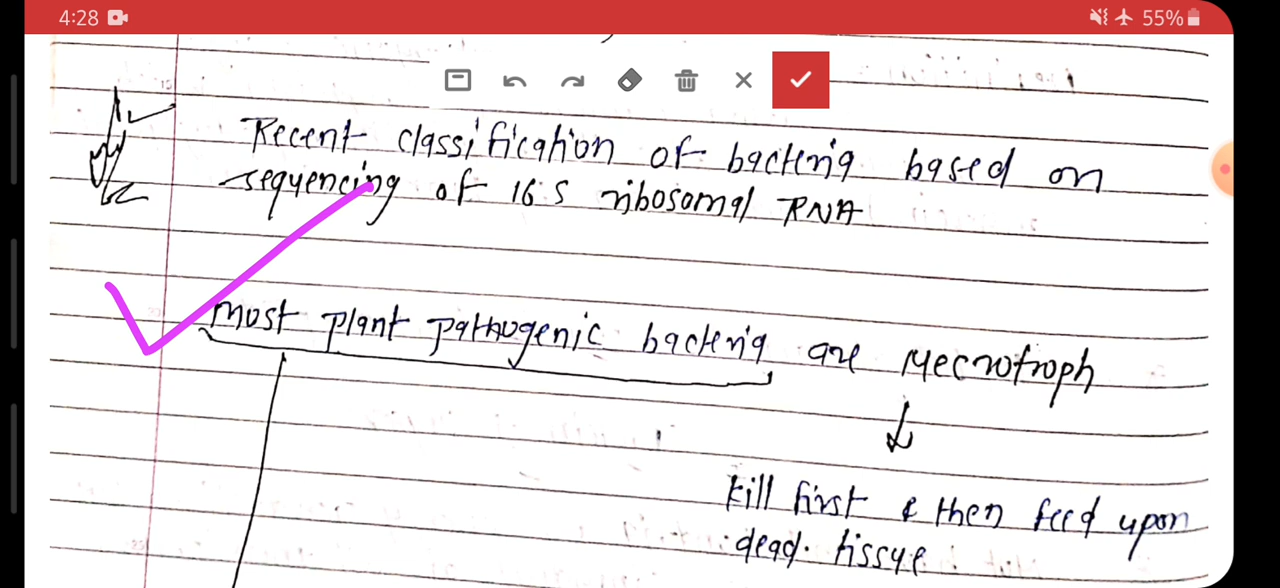 4:28
55%
Recent classification of bacteria based on
sequencing of 16 S ribosomal RNA
most plant pathogenic bacteria are Necrotroph
kill first & then feed upon
dead. tissue